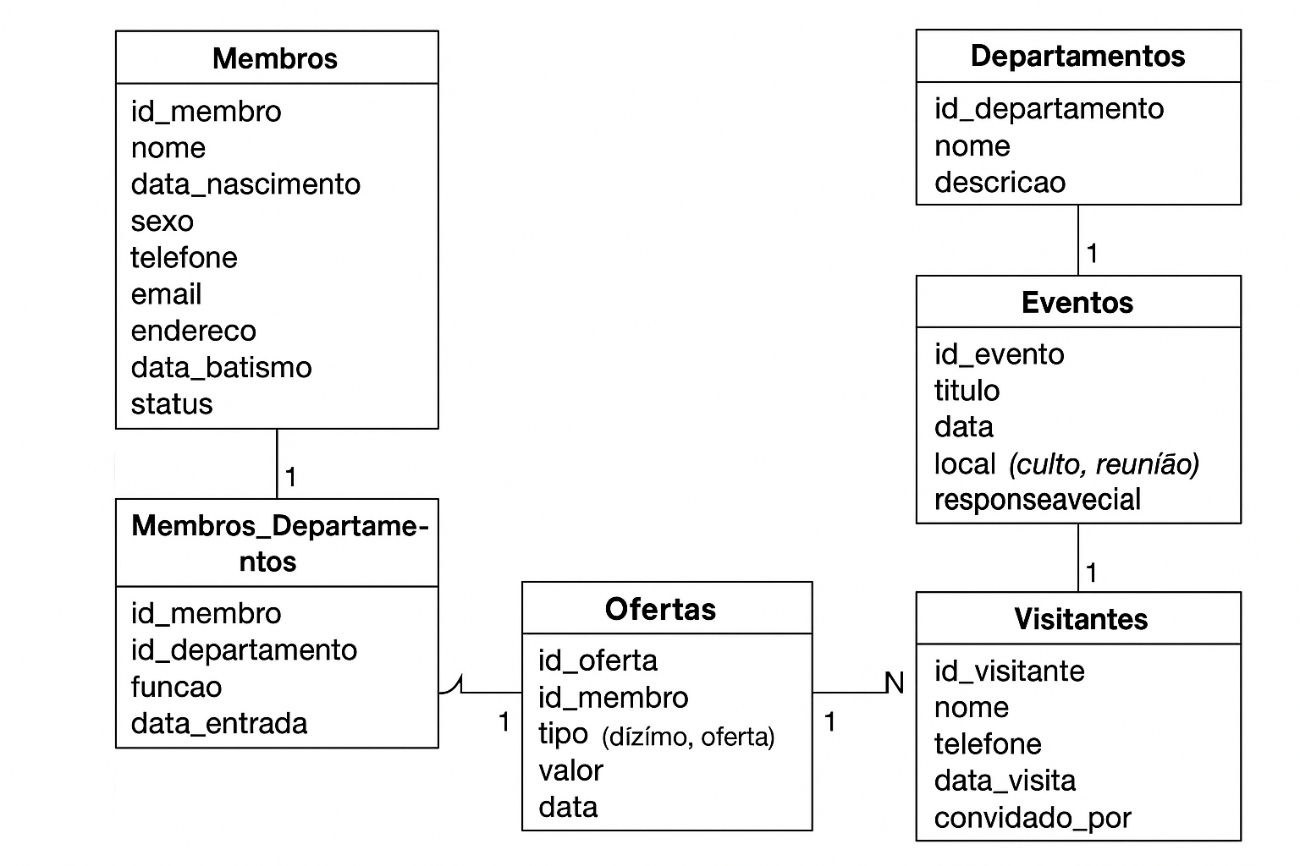 Membros
id_membro
nome
data_nascimento
sexo
telefone
email
endereco
data_batismo
status
1
Membros_Departame-
ntos
id_membro
id_departamento
funcao
data_entrada
1
Ofertas
id_oferta
id_membro
tipo (dízímo, oferta)
valor
data
1
N
Departamentos
id_departamento
nome
descricao
1
Eventos
id_evento
titulo
data
local (culto, reuníão)
responseavecial
1
Visitantes
id_visitante
nome
telefone
data_visita
convidado_por